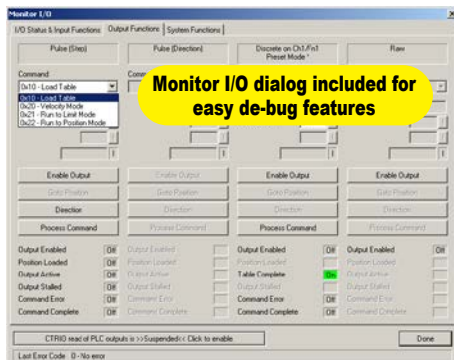 Monitor I/O
I/O Status & Input Functions Output Functions System Functions
Pulse (Step) Pulse (Direction) Discrete on Ch1/Fn1 Preset Mode * Raw
Command
0x10 - Load Table
0x10 - Load Table
0x20 - Velocity Mode
0x21 - Run to Limit Mode
0x22 - Run to Position Mode
Monitor I/O dialog included for
easy de-bug features
Enable Output Enable Output Enable Output Enable Output
Goto Position Goto Position Goto Position Goto Position
Direction Direction Direction Direction
Process Command Process Command Process Command Process Command
Output Enabled Off Output Enabled Output Enabled Off Output Enabled Off
Position Loaded Off Position Loaded Position Loaded Position Loaded
Output Active Off Output Active Table Complete On Output Active
Output Stalled Off Output Stalled Output Stalled Output Stalled
Command Error Off Command Error Command Error Off Command Error
Command Complete Off Command Complete Command Complete Off Command Complete
CTRIO read of PLC outputs is >>Suspended<< Click to enable Done
Last Error Code 0 - No error